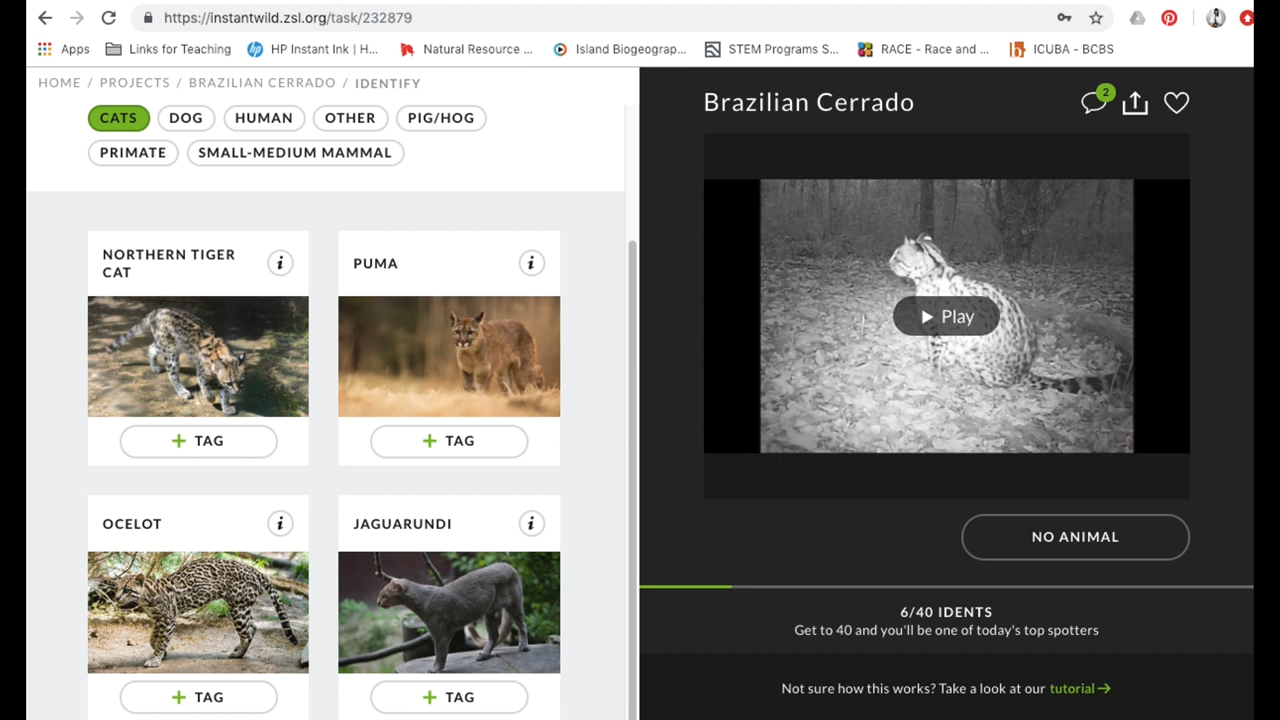 https://instantwild.zsl.org/task/232879
Apps Links for Teaching HP Instant Ink | H... Natural Resource ... Island Biogeograp... STEM Programs S... RACE - Race and ... ICUBA - BCBS
HOME / PROJECTS / BRAZILIAN CERRADO / IDENTIFY
CATS DOG HUMAN OTHER PIG/HOG
PRIMATE SMALL-MEDIUM MAMMAL
NORTHERN TIGER
CAT
i
PUMA
i
+ TAG
+ TAG
OCELOT
i
JAGUARUNDI
i
+ TAG
+ TAG
Brazilian Cerrado
2
Play
NO ANIMAL
6/40 IDENTS
Get to 40 and you'll be one of today's top spotters
Not sure how this works? Take a look at our tutorial→